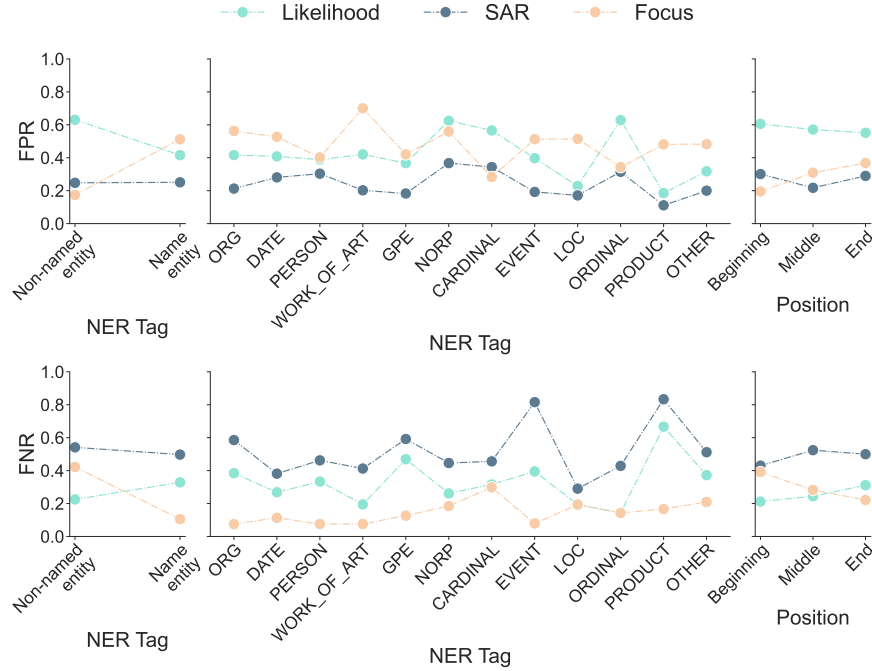 Likelihood SAR Focus
FPR
1.0
0.8
0.6
0.4
0.2
0.0
Non-named
entity
Name
entity
NER Tag
ORG
DATE
PERSON
WORK_OF_ART
GPE
NORP
CARDINAL
EVENT
LOC
ORDINAL
PRODUCT
OTHER
NER Tag
Beginning
Middle
End
Position
FNR
1.0
0.8
0.6
0.4
0.2
0.0
Non-named
entity
Name
entity
NER Tag
ORG
DATE
PERSON
WORK_OF_ART
GPE
NORP
CARDINAL
EVENT
LOC
ORDINAL
PRODUCT
OTHER
NER Tag
Beginning
Middle
End
Position